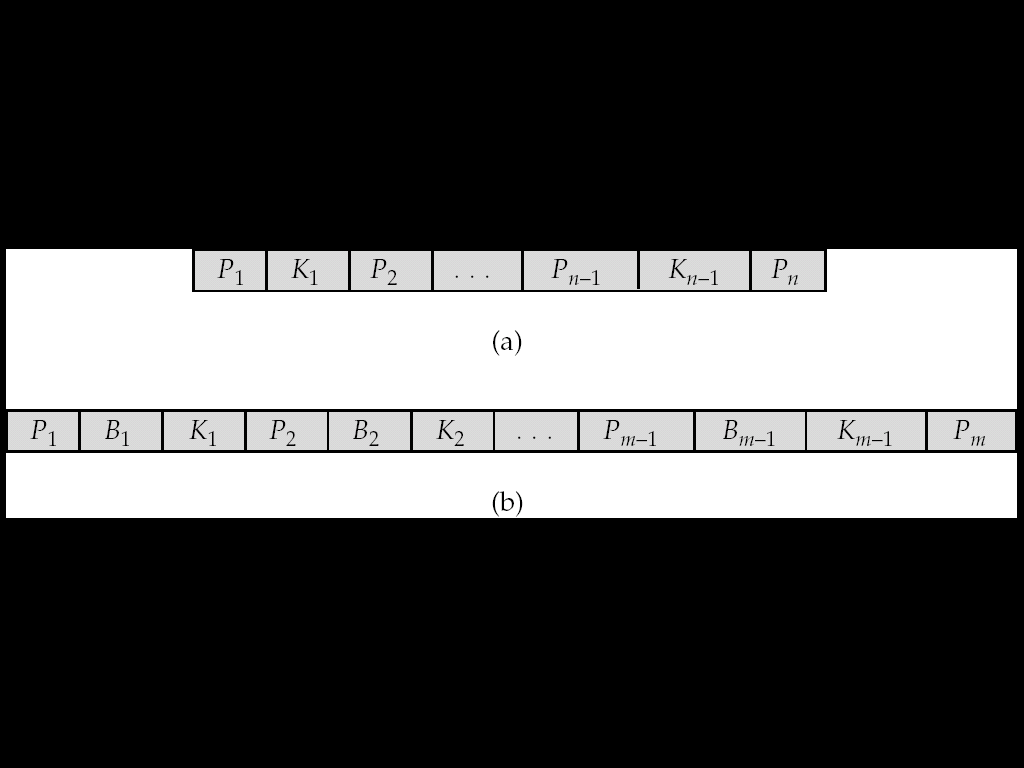 P1 K1 P2 . . . Pn–1 Kn–1 Pn
(a)
P1 B1 K1 P2 B2 K2 . . . Pm–1 Bm–1 Km–1 Pm
(b)